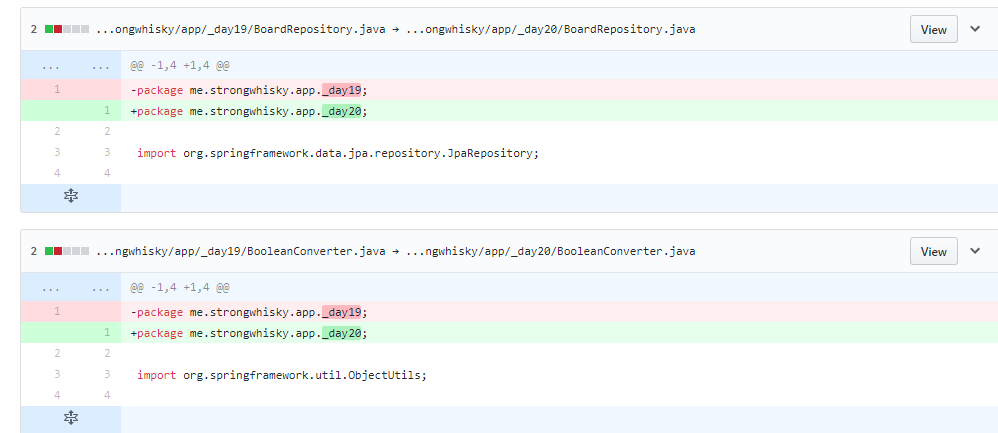 2 ...ongwhisky/app/_day19/BoardRepository.java → ...ongwhisky/app/_day20/BoardRepository.java View
... ... @@ -1,4 +1,4 @@
1 -package me.strongwhisky.app._day19;
1 +package me.strongwhisky.app._day20;
2 2
3 3 import org.springframework.data.jpa.repository.JpaRepository;
4 4
2 ...ngwhisky/app/_day19/BooleanConverter.java → ...ngwhisky/app/_day20/BooleanConverter.java View
... ... @@ -1,4 +1,4 @@
1 -package me.strongwhisky.app._day19;
1 +package me.strongwhisky.app._day20;
2 2
3 3 import org.springframework.util.ObjectUtils;
4 4